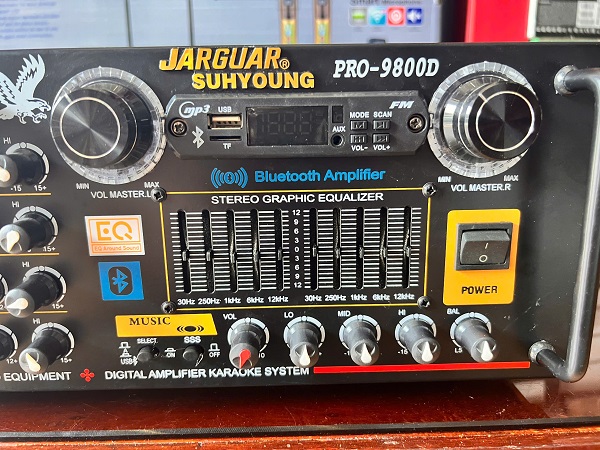 JARGUAR®
SUHYOUNG
PRO-9800D
mp3
USB
MODE SCAN
FM
AUX
TF
VOL- VOL+
MIN MAX
VOL MASTER.L
MIN MAX
VOL MASTER.R
Bluetooth Amplifier
STEREO GRAPHIC EQUALIZER
12
9
6
3
0
3
6
9
12
30Hz 250Hz 1kHz 6kHz 12kHz
30Hz 250Hz 1kHz 6kHz 12kHz
HI
-15 15+
HI
15+
HI
HI
EQ
POWER
MUSIC
SELECT
USB
ON
SSS
OFF
VOL
LO
MID
HI
BAL
EQUIPMENT
DIGITAL AMPLIFIER KARAOKE SYSTEM